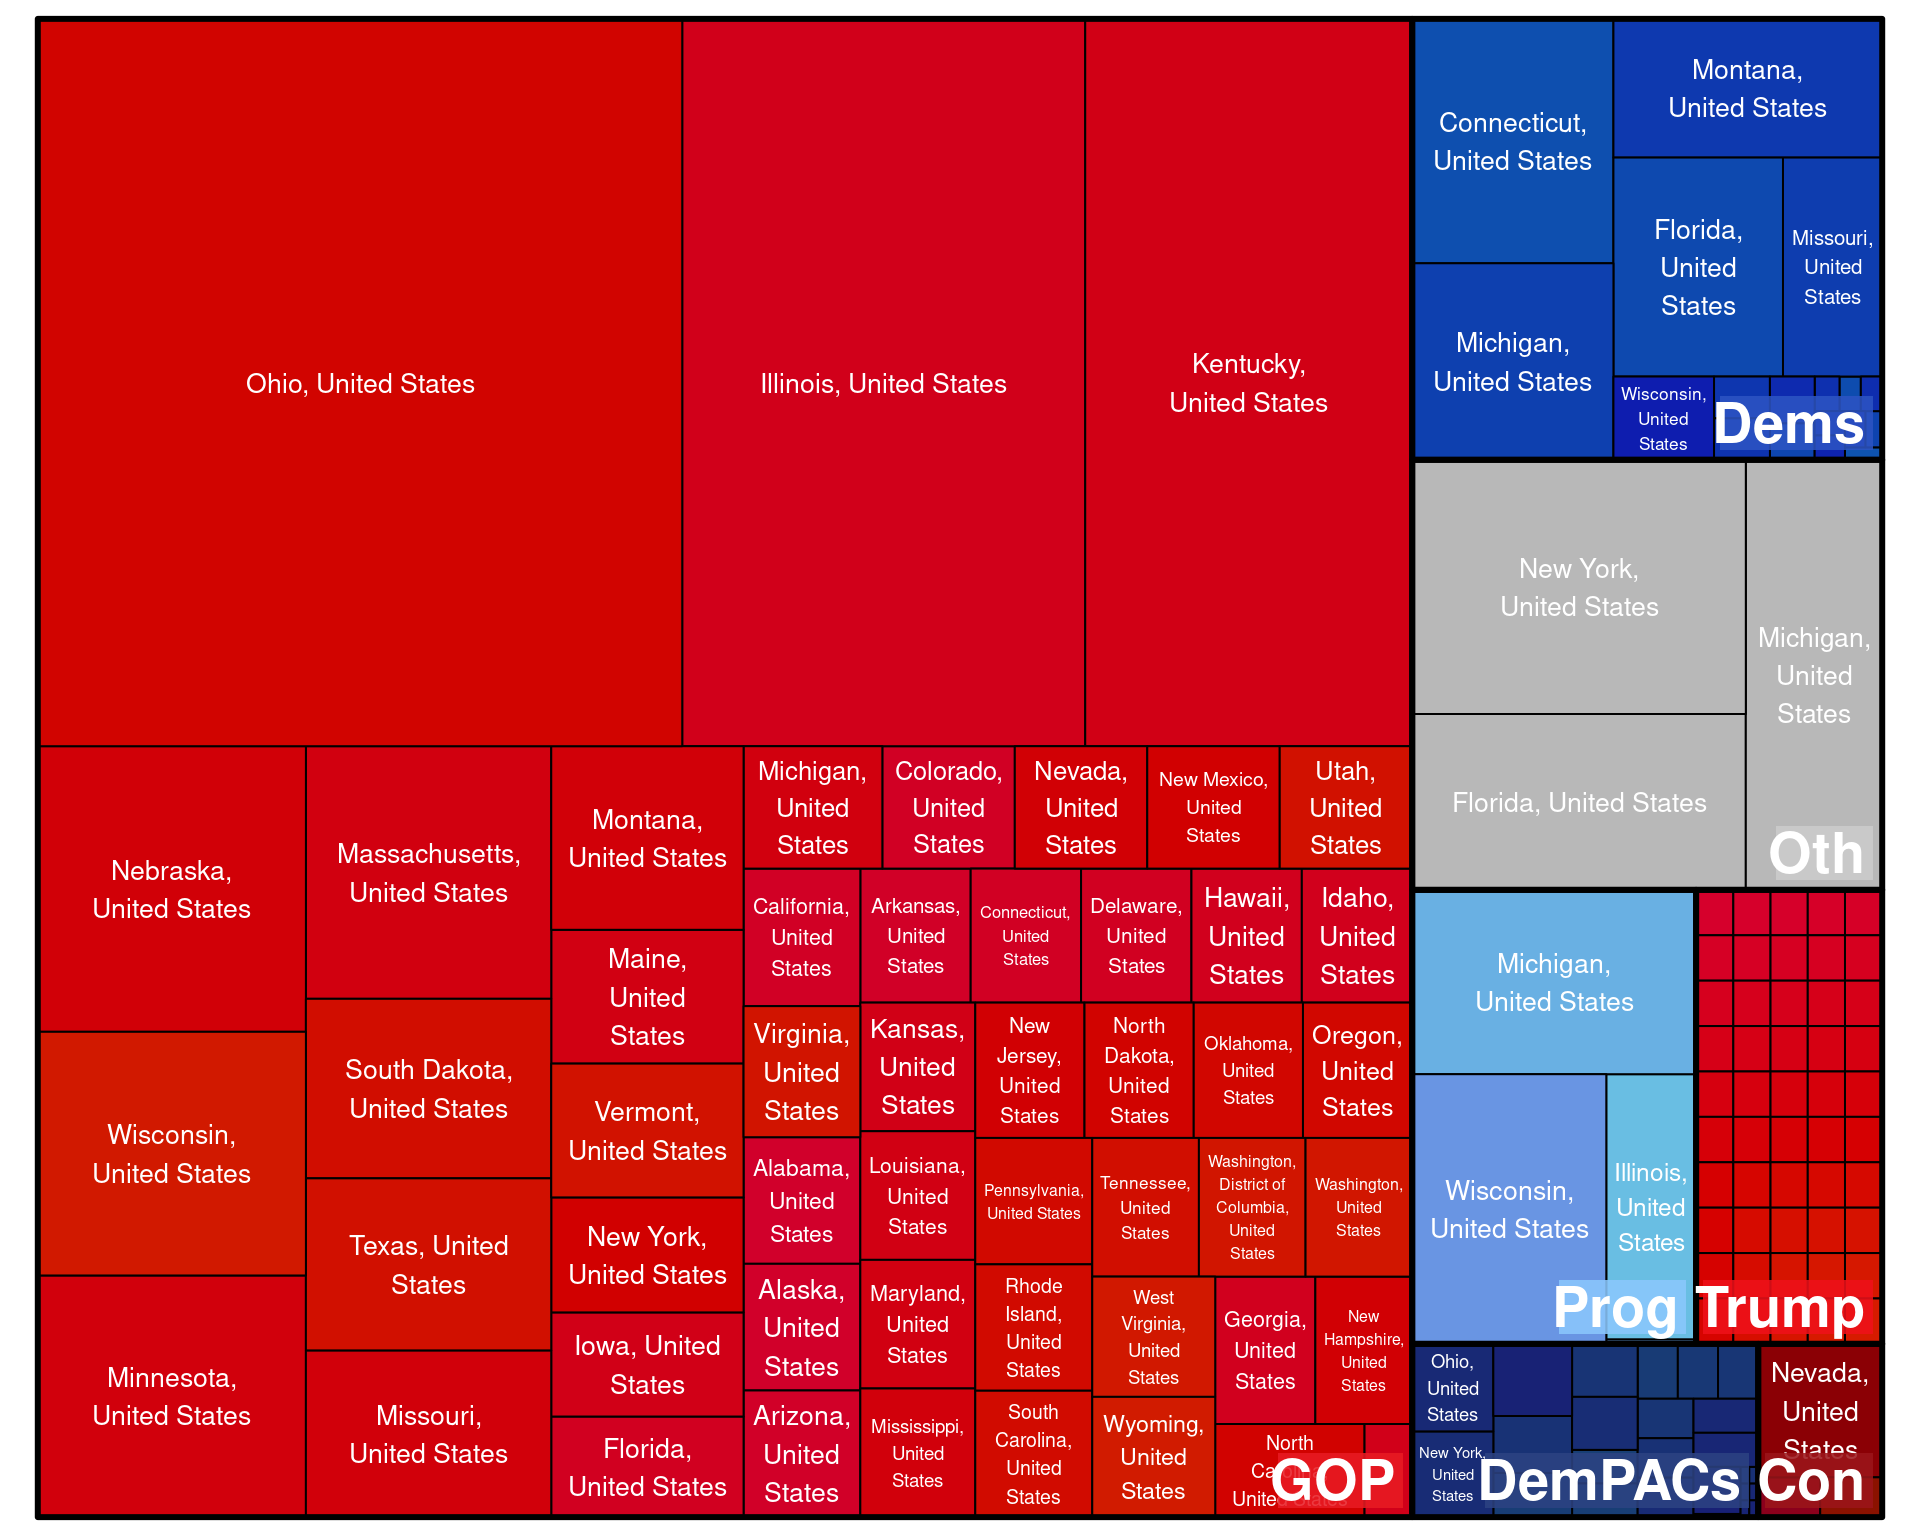 Ohio, United States
Illinois, United States
Kentucky,
United States
Nebraska,
United States
Wisconsin,
United States
Minnesota,
United States
Massachusetts,
United States
South Dakota,
United States
Texas, United
States
Missouri,
United States
Montana,
United States
Maine,
United
States
Vermont,
United States
New York,
United States
Iowa, United
States
Florida,
United States
Michigan,
United
States
Colorado,
United
States
Nevada,
United
States
New Mexico,
United
States
Utah,
United
States
California,
United
States
Arkansas,
United
States
Connecticut,
United
States
Delaware,
United
States
Hawaii,
United
States
Idaho,
United
States
Virginia,
United
States
Kansas,
United
States
New
Jersey,
United
States
North
Dakota,
United
States
Oklahoma,
United
States
Oregon,
United
States
Alabama,
United
States
Louisiana,
United
States
Pennsylvania,
United States
Tennessee,
United
States
Washington,
District of
Columbia,
United
States
Washington,
United
States
Alaska,
United
States
Maryland,
United
States
Rhode
Island,
United
States
West
Virginia,
United
States
Georgia,
United
States
New
Hampshire,
United
States
Arizona,
United
States
Mississippi,
United
States
South
Carolina,
United
States
Wyoming,
United
States
North
Carolina,
United States
GOP
Connecticut,
United States
Montana,
United States
Michigan,
United States
Florida,
United
States
Missouri,
United
States
Wisconsin,
United
States
Dems
New York,
United States
Florida, United States
Michigan,
United
States
Oth
Michigan,
United States
Wisconsin,
United States
Illinois,
United
States
Prog
Trump
Ohio,
United
States
New York,
United
States
DemPACs
Nevada,
United
States
Con